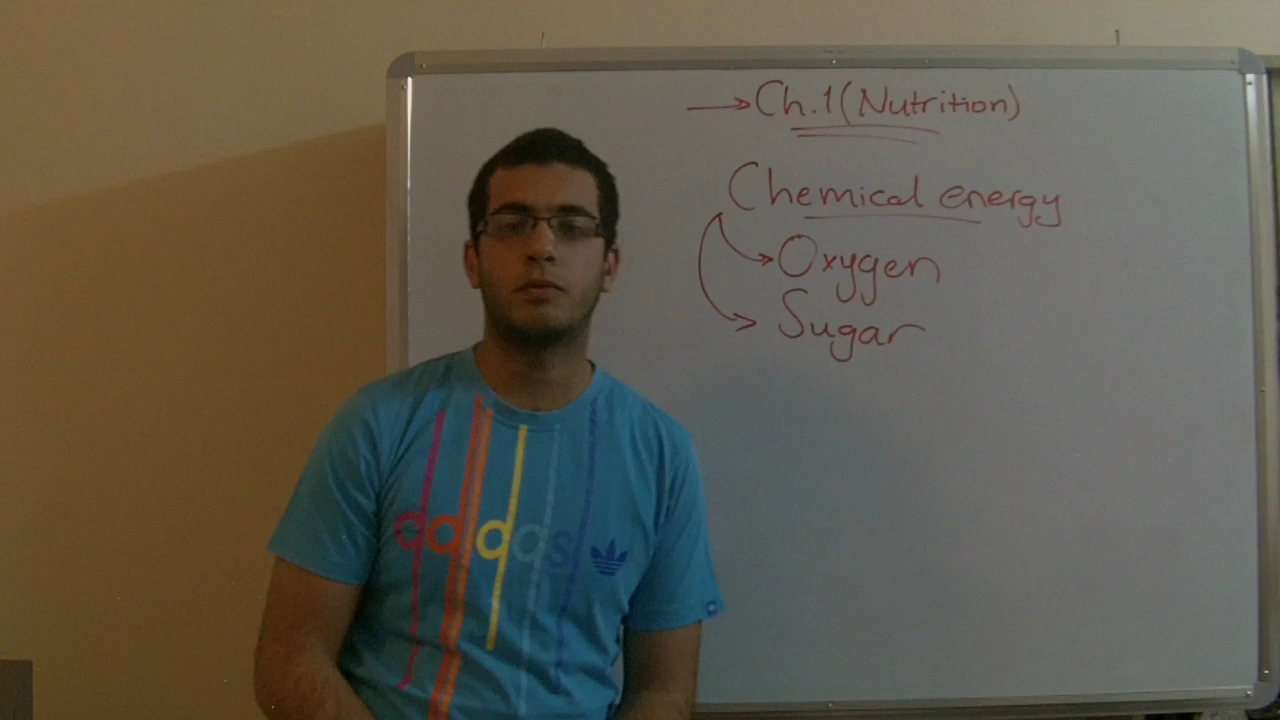 →Ch.1(Nutrition)
Chemical energy
→Oxygen
→Sugar
adidas